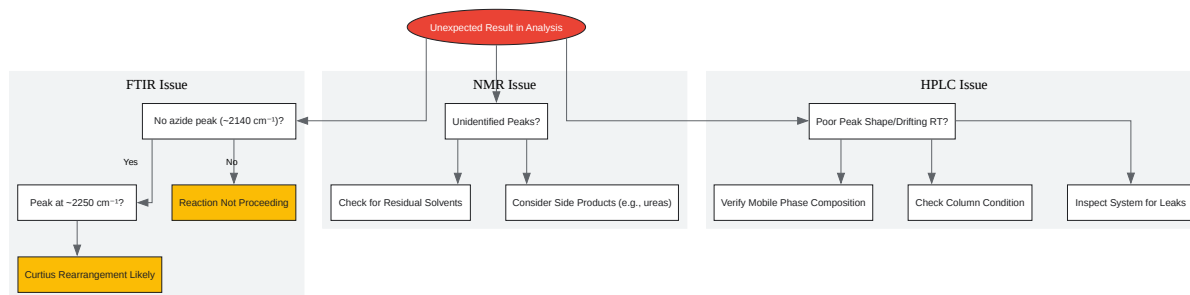 Unexpected Result in Analysis
FTIR Issue
NMR Issue
HPLC Issue
No azide peak (~2140 cm⁻¹)?
Unidentified Peaks?
Poor Peak Shape/Drifting RT?
Yes
No
Peak at ~2250 cm⁻¹?
Reaction Not Proceeding
Check for Residual Solvents
Consider Side Products (e.g., ureas)
Verify Mobile Phase Composition
Check Column Condition
Inspect System for Leaks
Curtius Rearrangement Likely